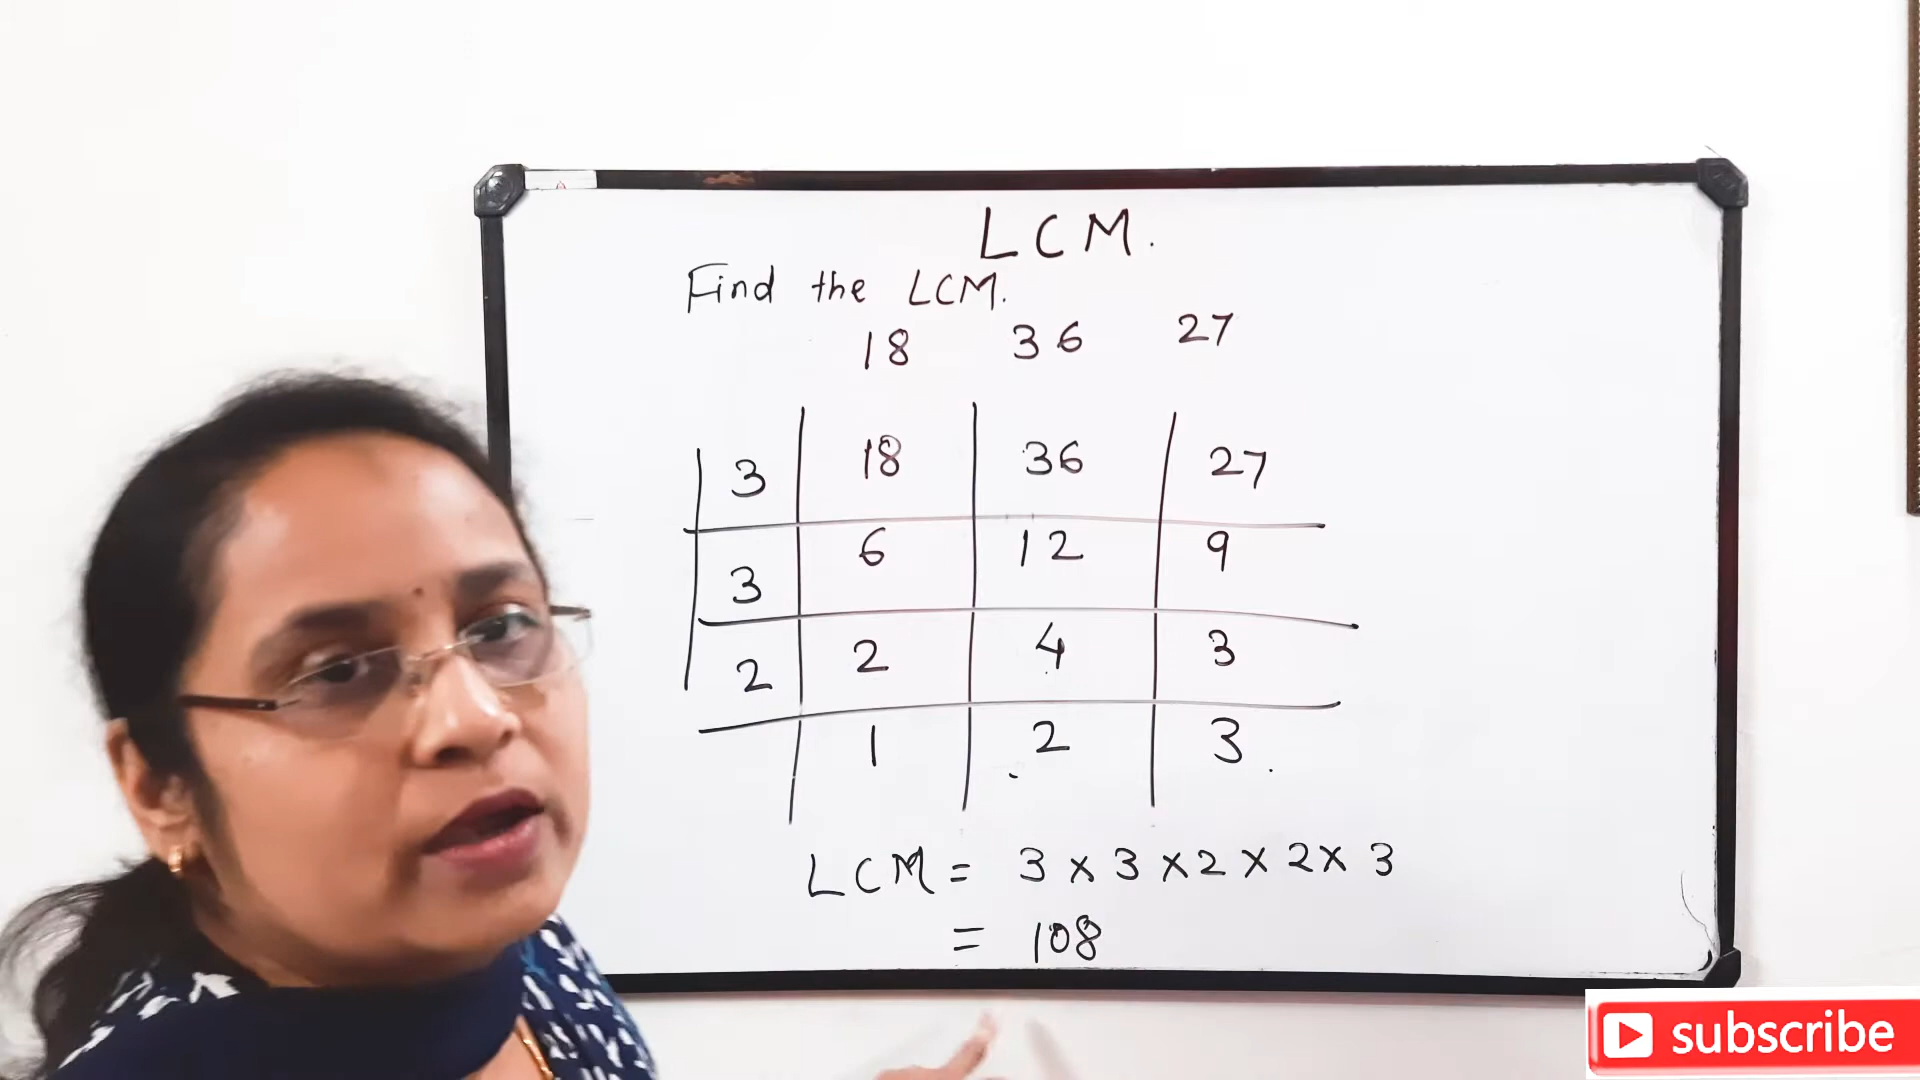 LCM.
Find the LCM.
18 36 27
3 18 36 27
3 6 12 9
2 2 4 3
1 2 3
LCM = 3 × 3 × 2 × 2 × 3
= 108
subscribe